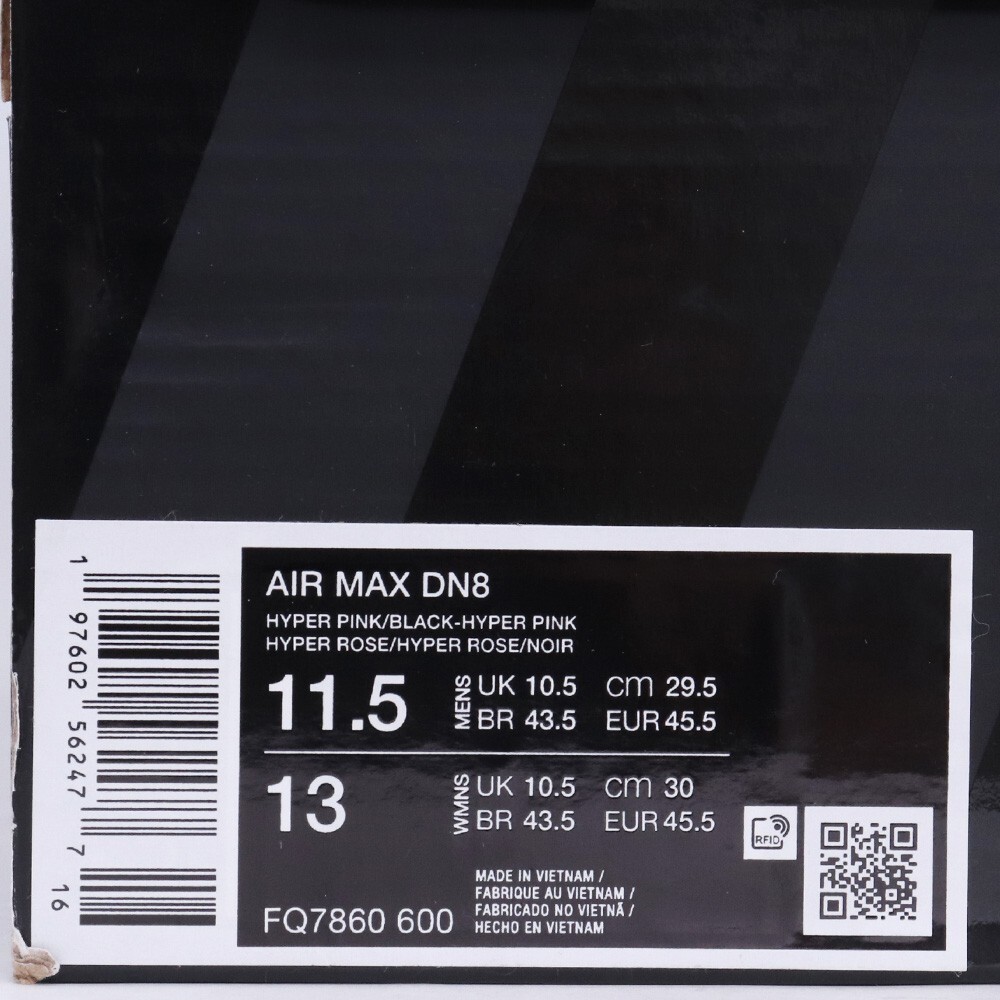 1 97602 56247 7 16
AIR MAX DN8
HYPER PINK/BLACK-HYPER PINK
HYPER ROSE/HYPER ROSE/NOIR
11.5 MENS UK 10.5 cm 29.5
BR 43.5 EUR 45.5
13 WMNS UK 10.5 cm 30
BR 43.5 EUR 45.5
RFID
MADE IN VIETNAM /
FABRIQUE AU VIETNAM /
FABRICADO NO VIETNÃ /
HECHO EN VIETNAM
FQ7860 600